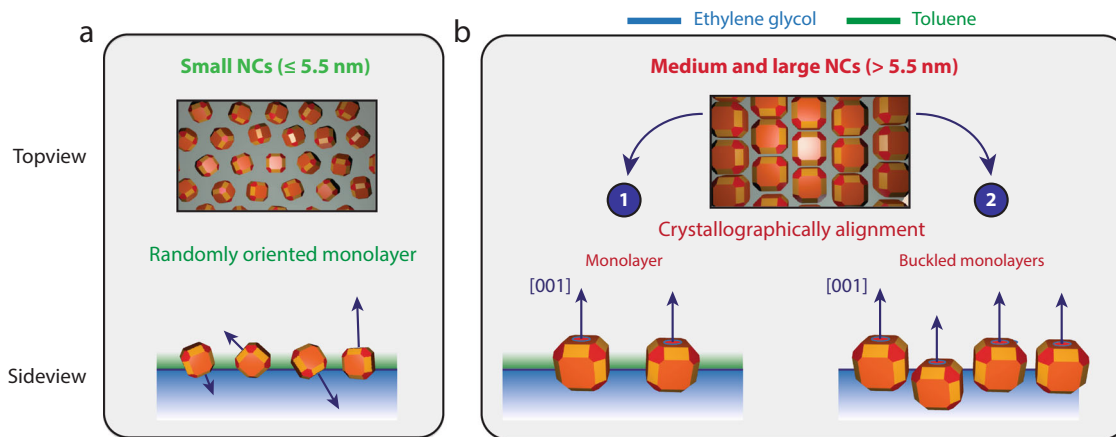 Ethylene glycol
Toluene
a
b
Small NCs (≤ 5.5 nm)
Medium and large NCs (> 5.5 nm)
Topview
1
2
Crystallographically alignment
Randomly oriented monolayer
Monolayer
Buckled monolayers
[001]
[001]
Sideview